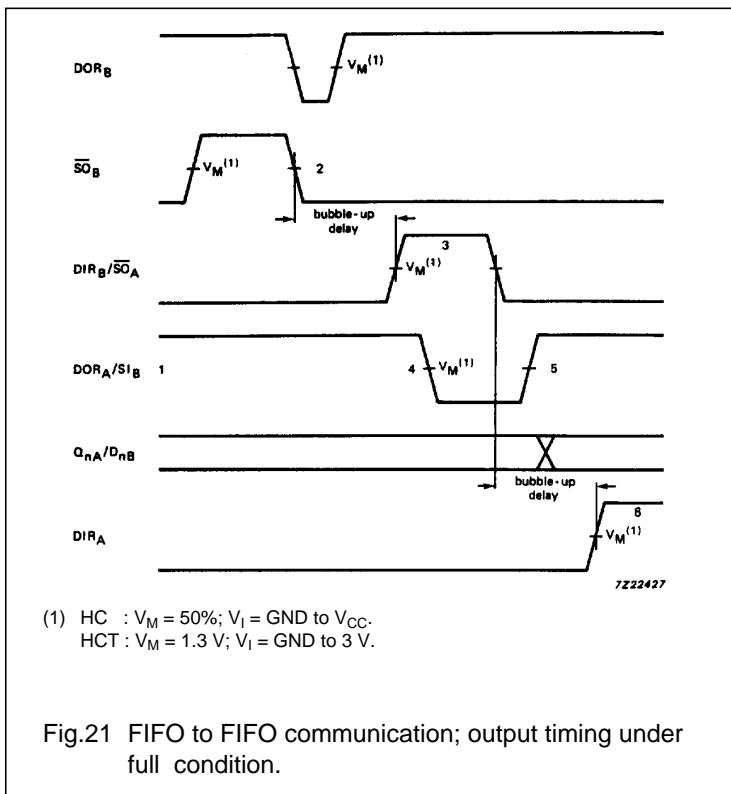 DOR_B
V_M^(1)
S̅O̅_B
V_M^(1)
2
bubble-up
delay
DIR_B/S̅O̅_A
3
V_M^(1)
DOR_A/SI_B
1
4
V_M^(1)
5
Q_nA/D_nB
bubble-up
delay
DIR_A
6
V_M^(1)
7Z22427
(1) HC : V_M = 50%; V_I = GND to V_CC.
HCT : V_M = 1.3 V; V_I = GND to 3 V.
Fig.21 FIFO to FIFO communication; output timing under
full condition.